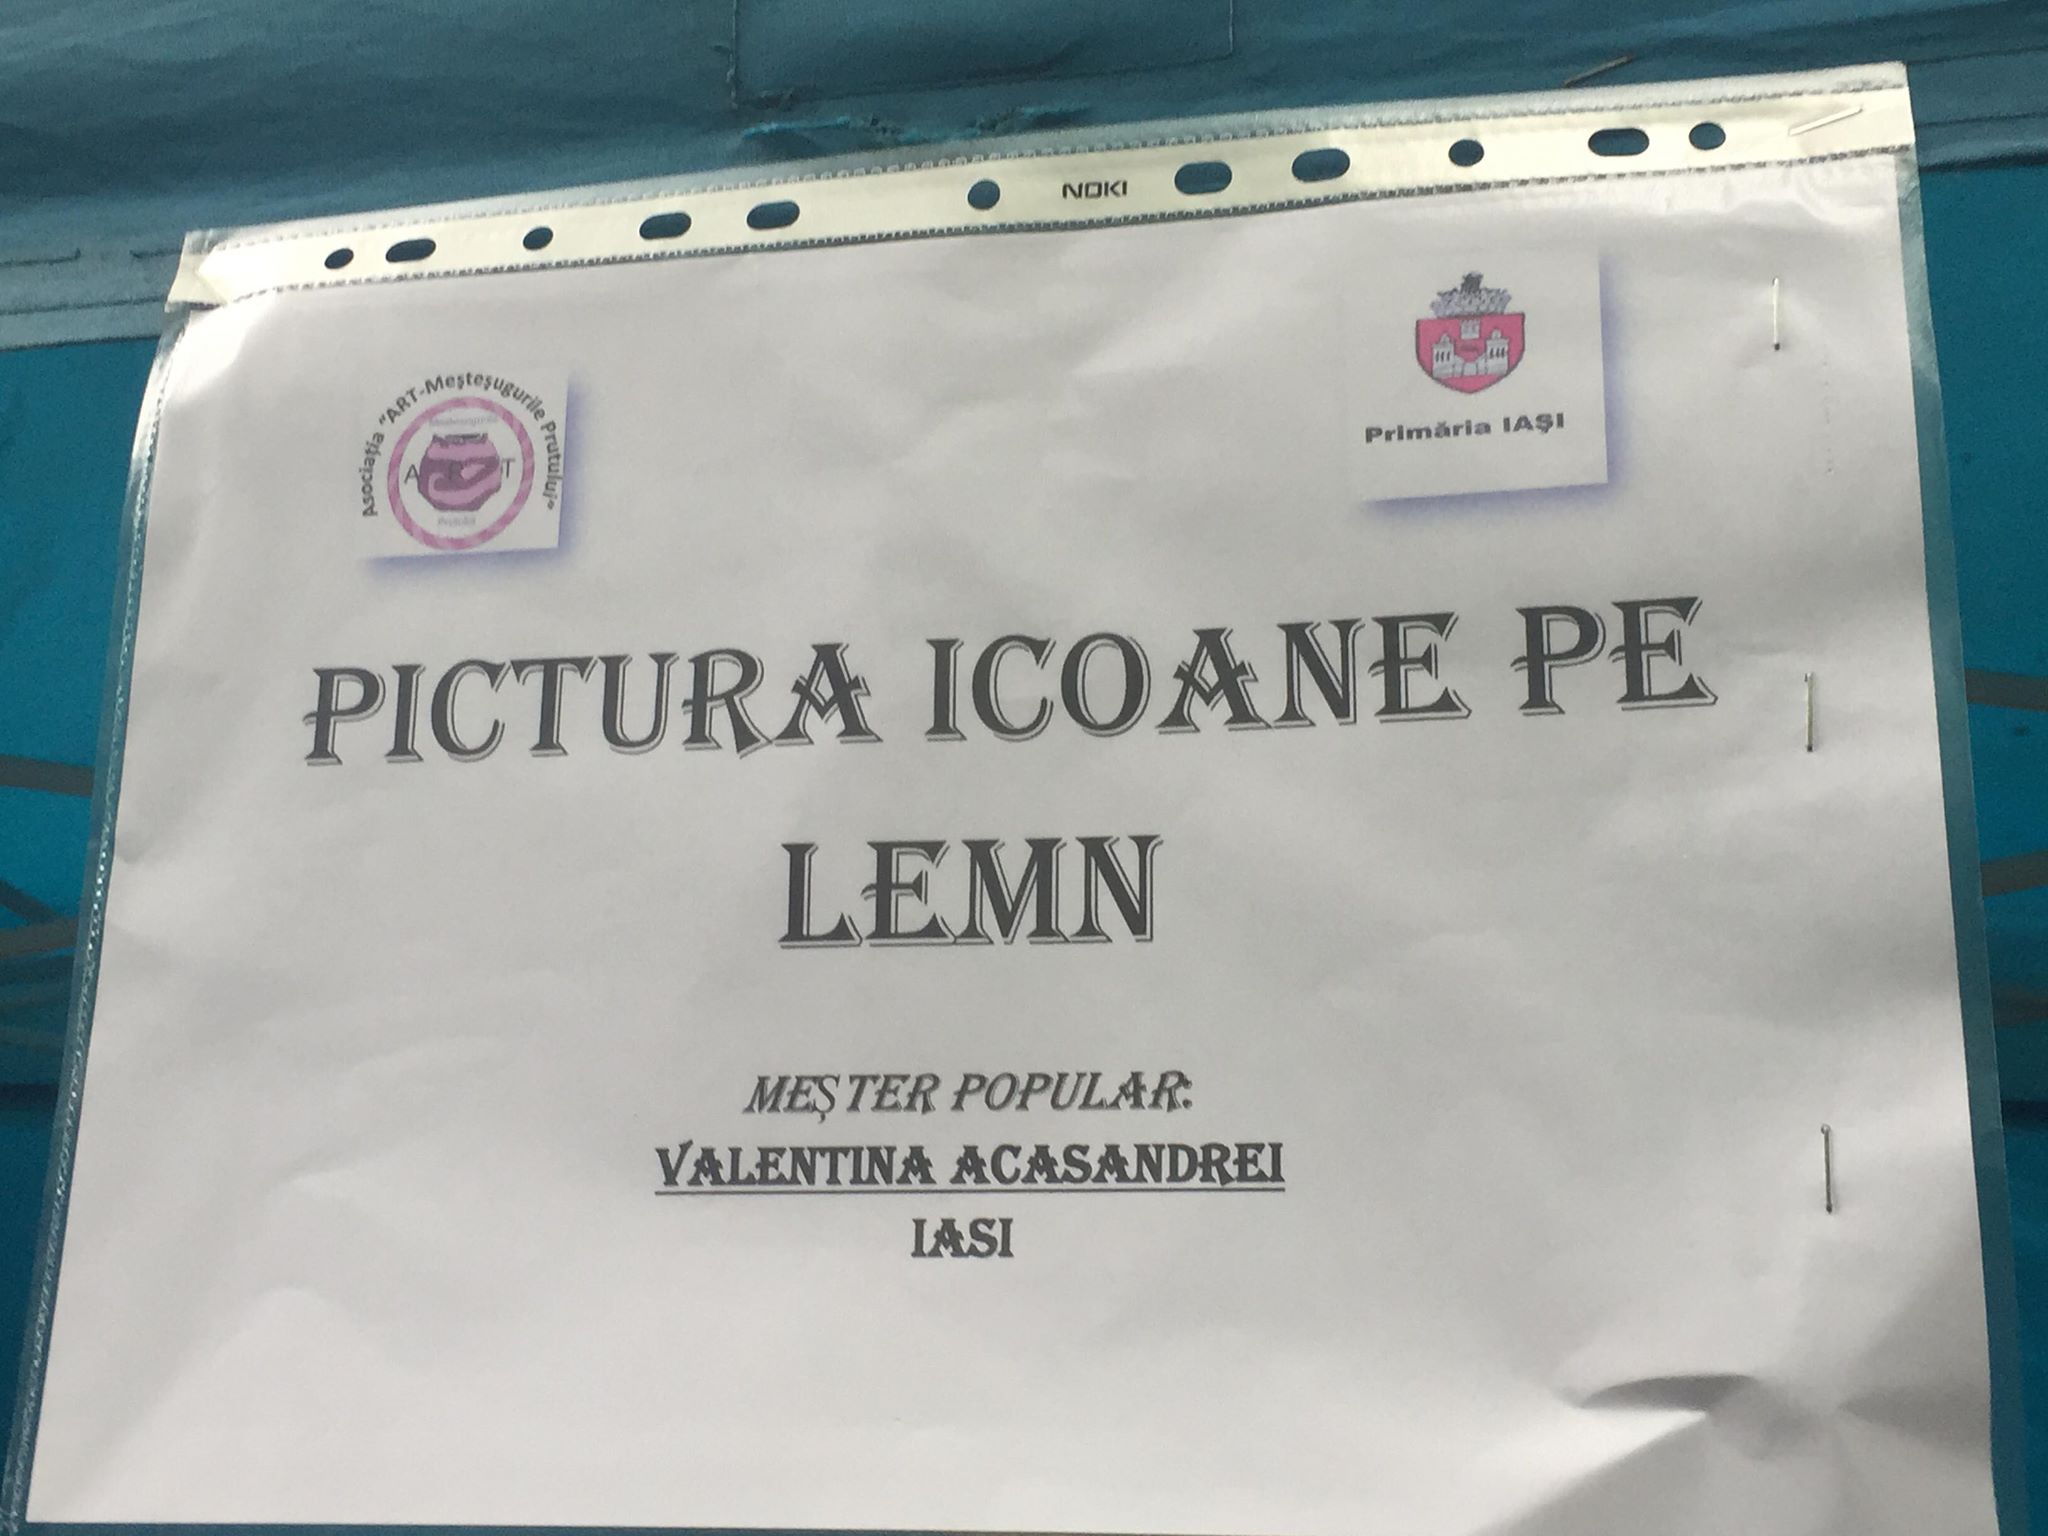 NOKI
Asociația "ART-Meșteșugurile Prutului"
A R T
Primăria IAȘI
PICTURA ICOANE PE
LEMN
MEȘTER POPULAR:
VALENTINA ACASANDREI
IASI